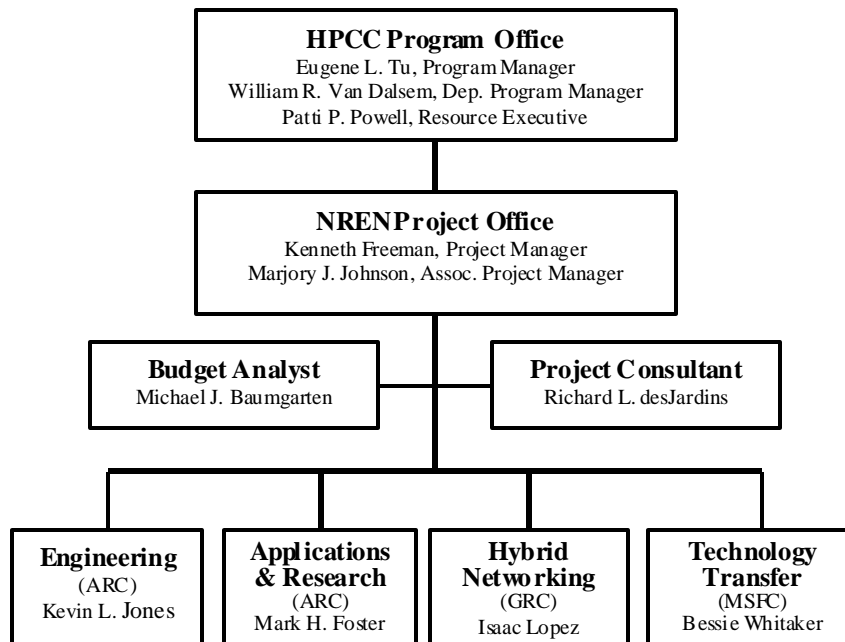 HPCC Program Office
Eugene L. Tu, Program Manager
William R. Van Dalsem, Dep. Program Manager
Patti P. Powell, Resource Executive
NREN Project Office
Kenneth Freeman, Project Manager
Marjory J. Johnson, Assoc. Project Manager
Budget Analyst
Michael J. Baumgarten
Project Consultant
Richard L. desJardins
Engineering
(ARC)
Kevin L. Jones
Applications
& Research
(ARC)
Mark H. Foster
Hybrid
Networking
(GRC)
Isaac Lopez
Technology
Transfer
(MSFC)
Bessie Whitaker